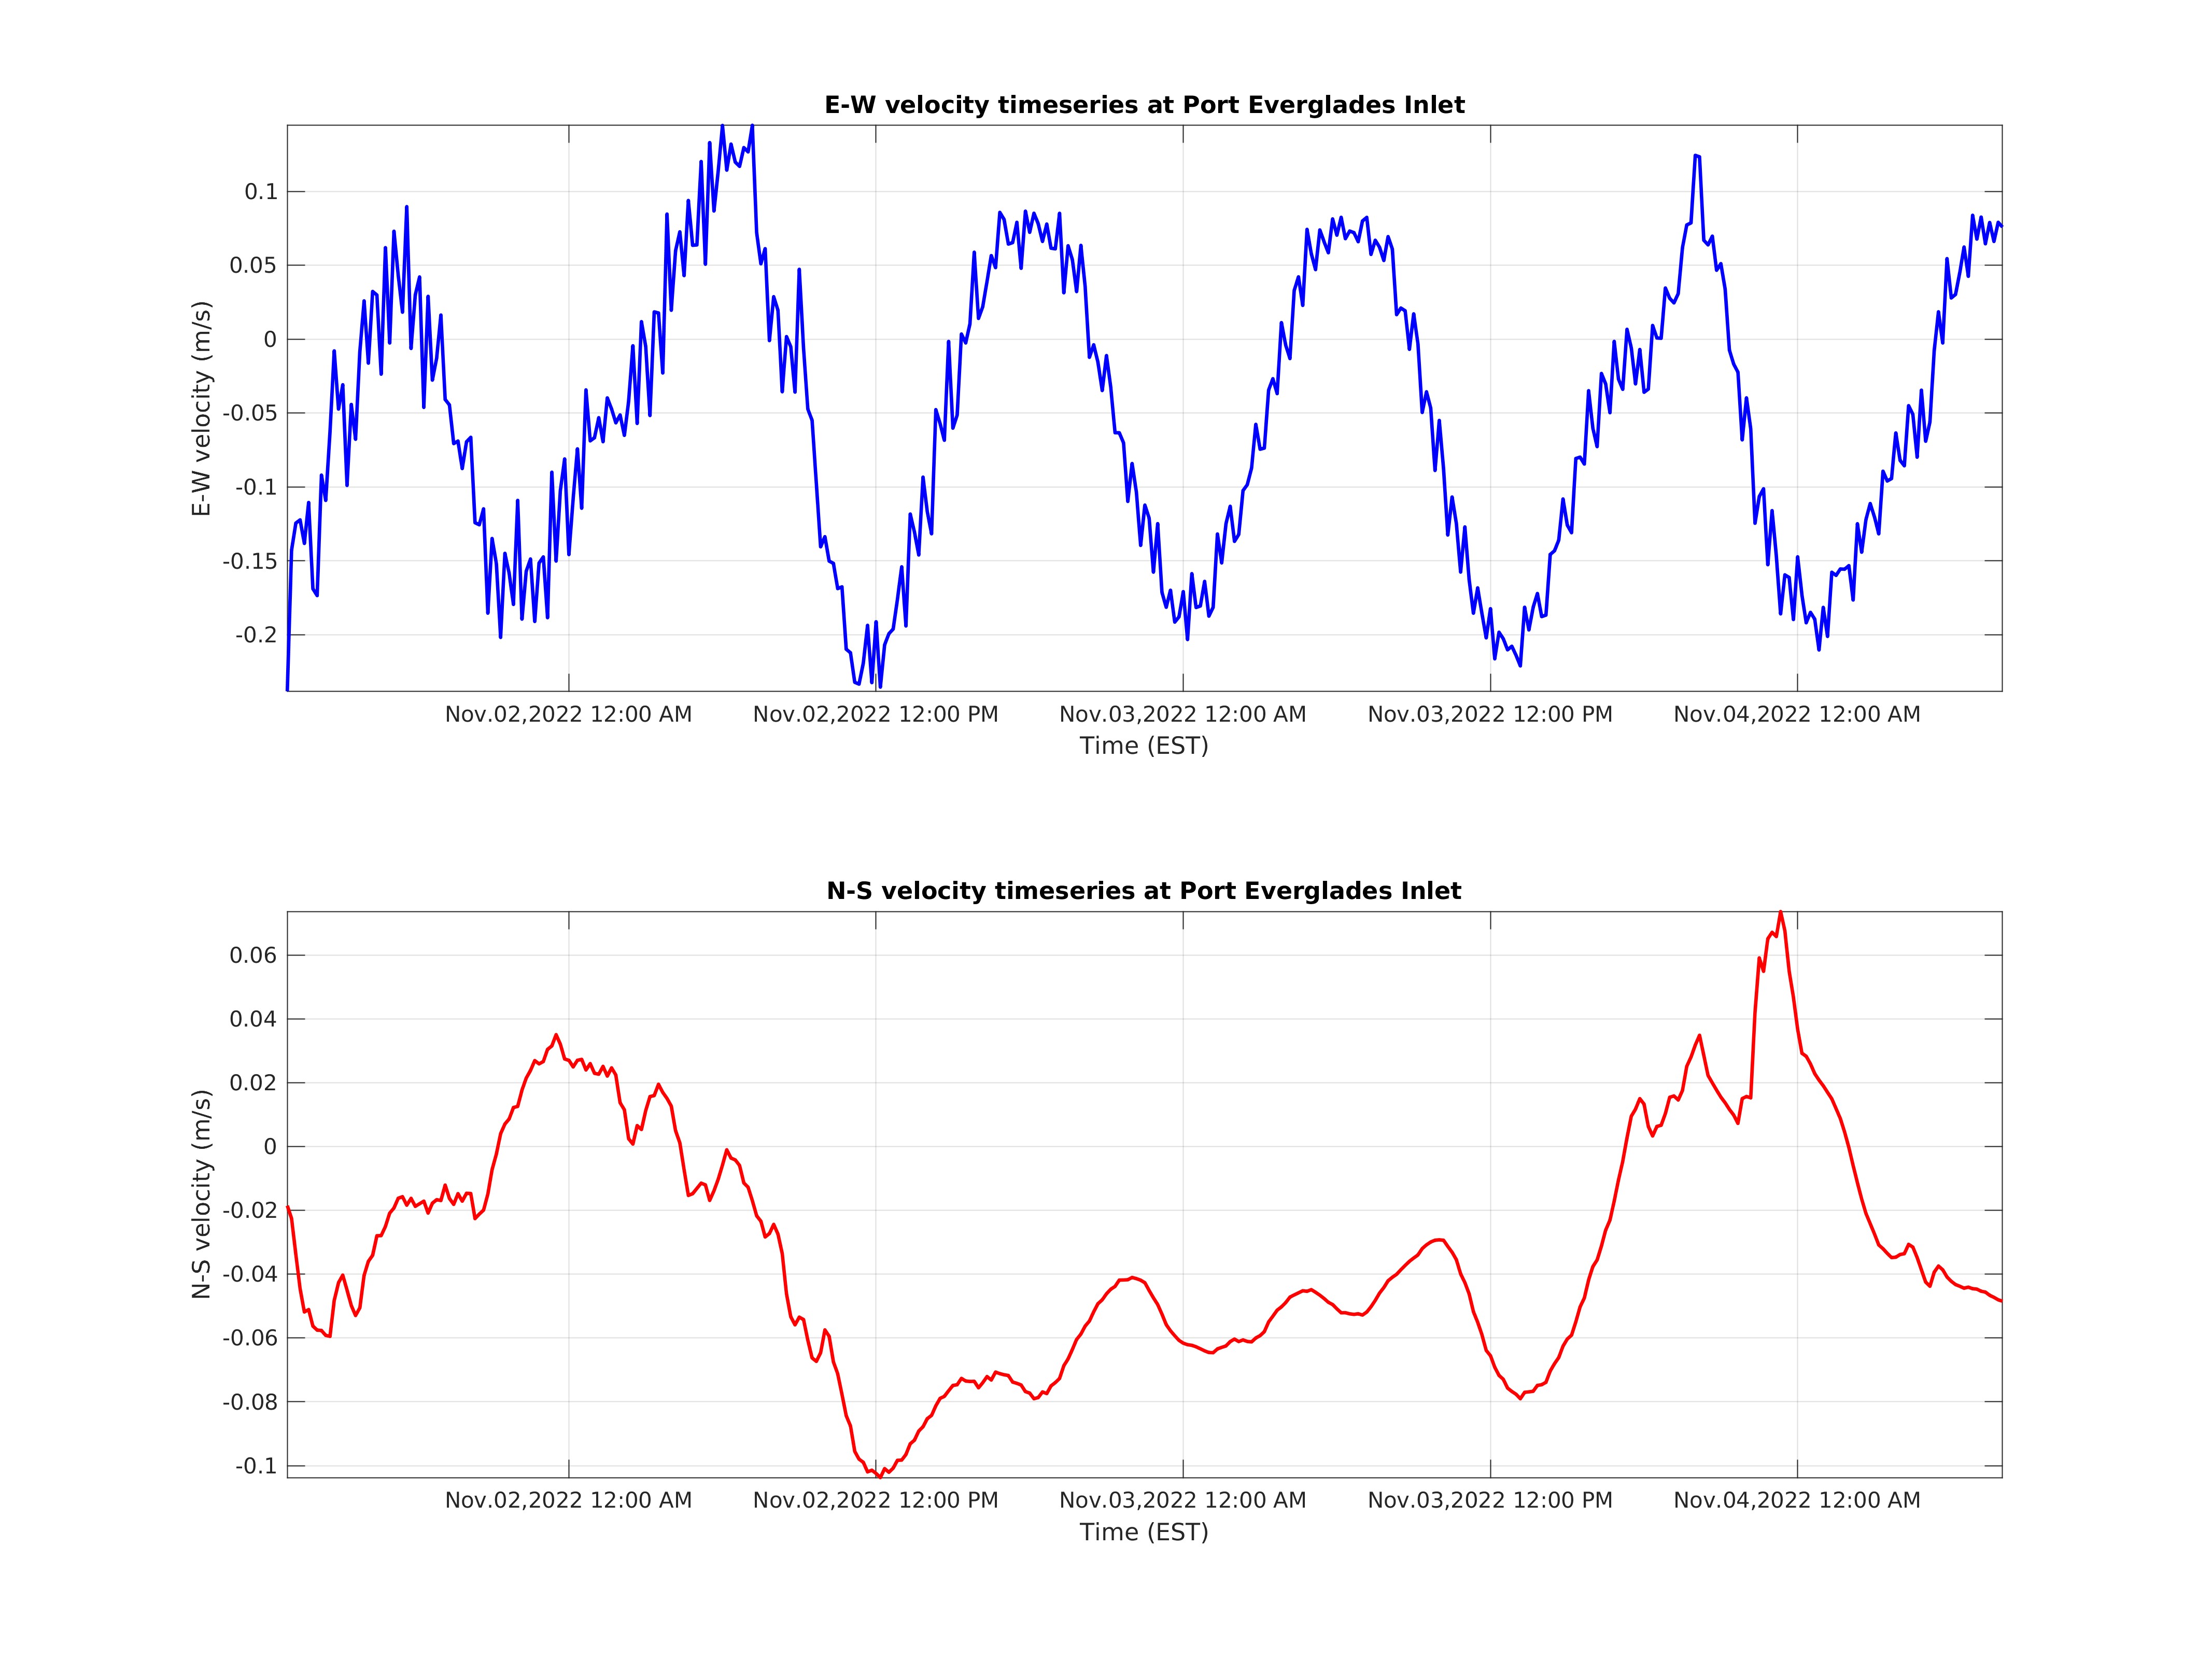 E-W velocity timeseries at Port Everglades Inlet
E-W velocity (m/s)
0.1
0.05
0
-0.05
-0.1
-0.15
-0.2
Nov.02,2022 12:00 AM
Nov.02,2022 12:00 PM
Nov.03,2022 12:00 AM
Nov.03,2022 12:00 PM
Nov.04,2022 12:00 AM
Time (EST)
N-S velocity timeseries at Port Everglades Inlet
N-S velocity (m/s)
0.06
0.04
0.02
0
-0.02
-0.04
-0.06
-0.08
-0.1
Nov.02,2022 12:00 AM
Nov.02,2022 12:00 PM
Nov.03,2022 12:00 AM
Nov.03,2022 12:00 PM
Nov.04,2022 12:00 AM
Time (EST)